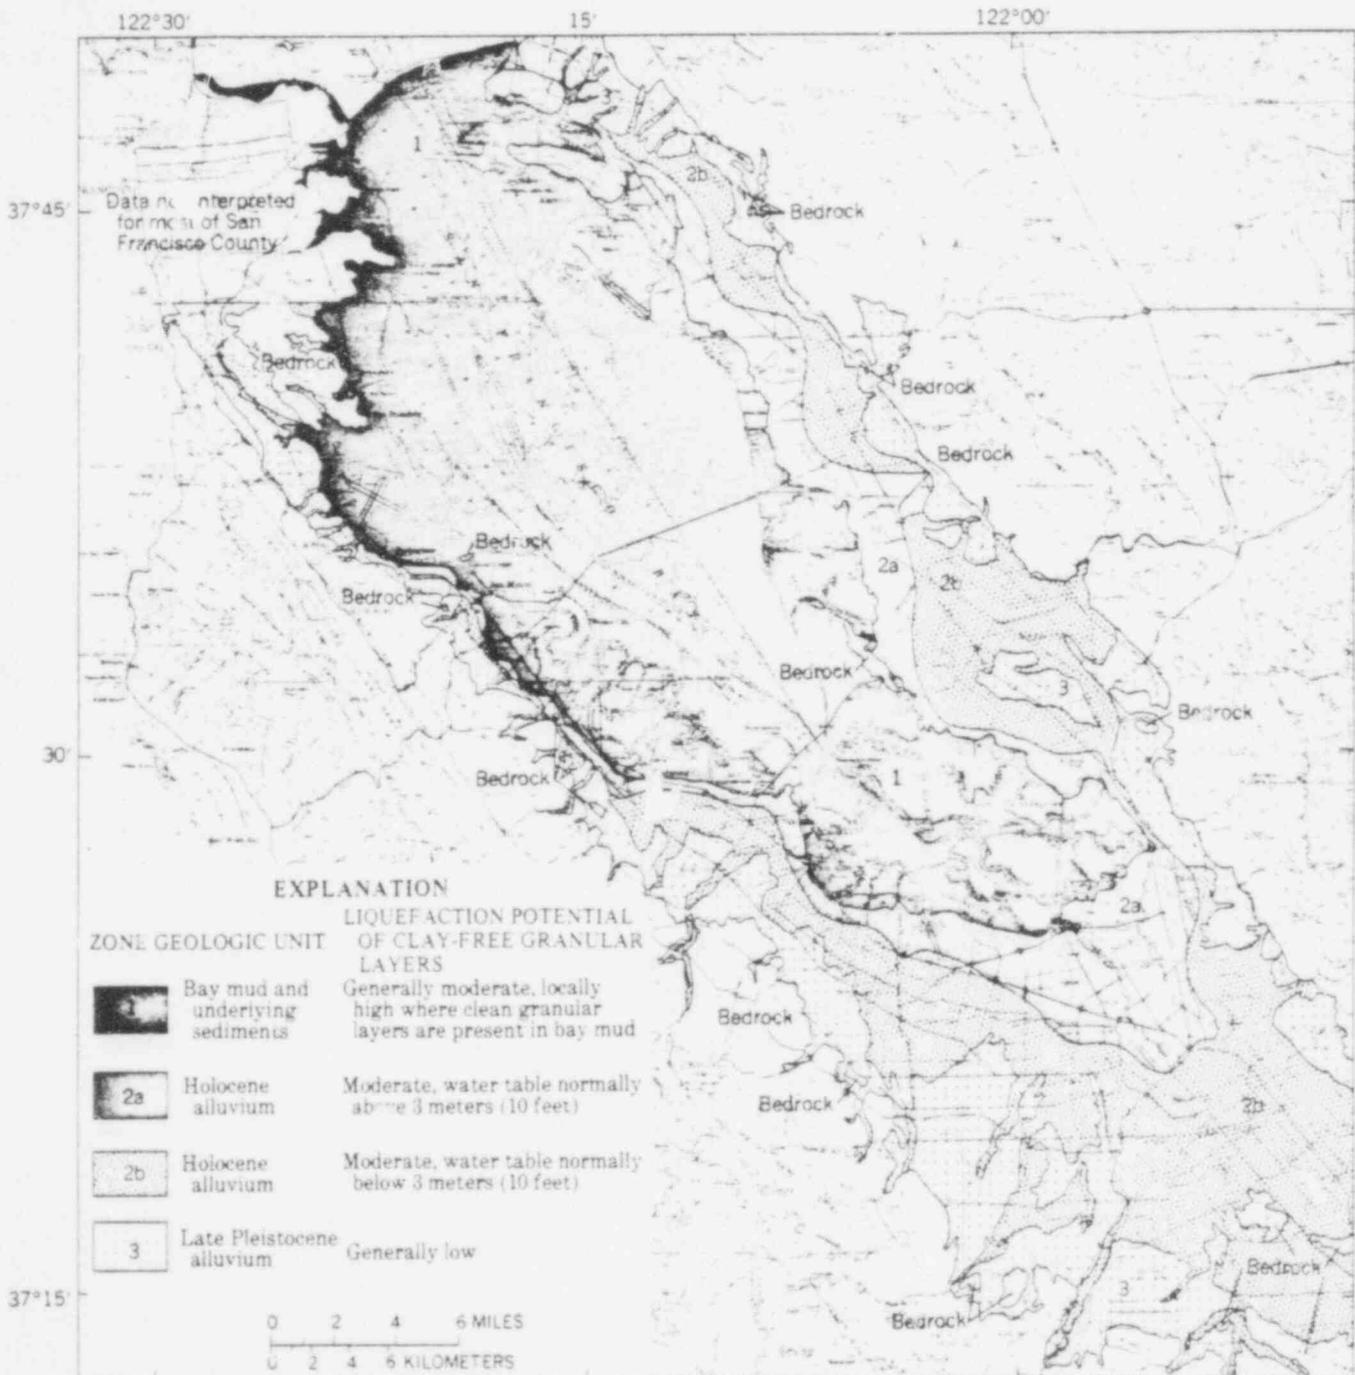 122°30′ 15′ 122°00′
1
2b
37°45′
Data interpreted
for most of San
Francisco County
Bedrock
Bedrock
Bedrock
Bedrock
Bedrock
2a
2b
Bedrock
Bedrock
3
Bedrock
30′
Bedrock
1
EXPLANATION
ZONE GEOLOGIC UNIT LIQUEFACTION POTENTIAL
OF CLAY-FREE GRANULAR
LAYERS
2a
1 Bay mud and Generally moderate, locally
underlying high where clean granular
sediments layers are present in bay mud
Bedrock
2a Holocene Moderate, water table normally
alluvium above 3 meters (10 feet)
Bedrock
2b
2b Holocene Moderate, water table normally
alluvium below 3 meters (10 feet)
3 Late Pleistocene
alluvium Generally low
Bedrock
3
37°15′
Bedrock
0 2 4 6 MILES
0 2 4 6 KILOMETERS